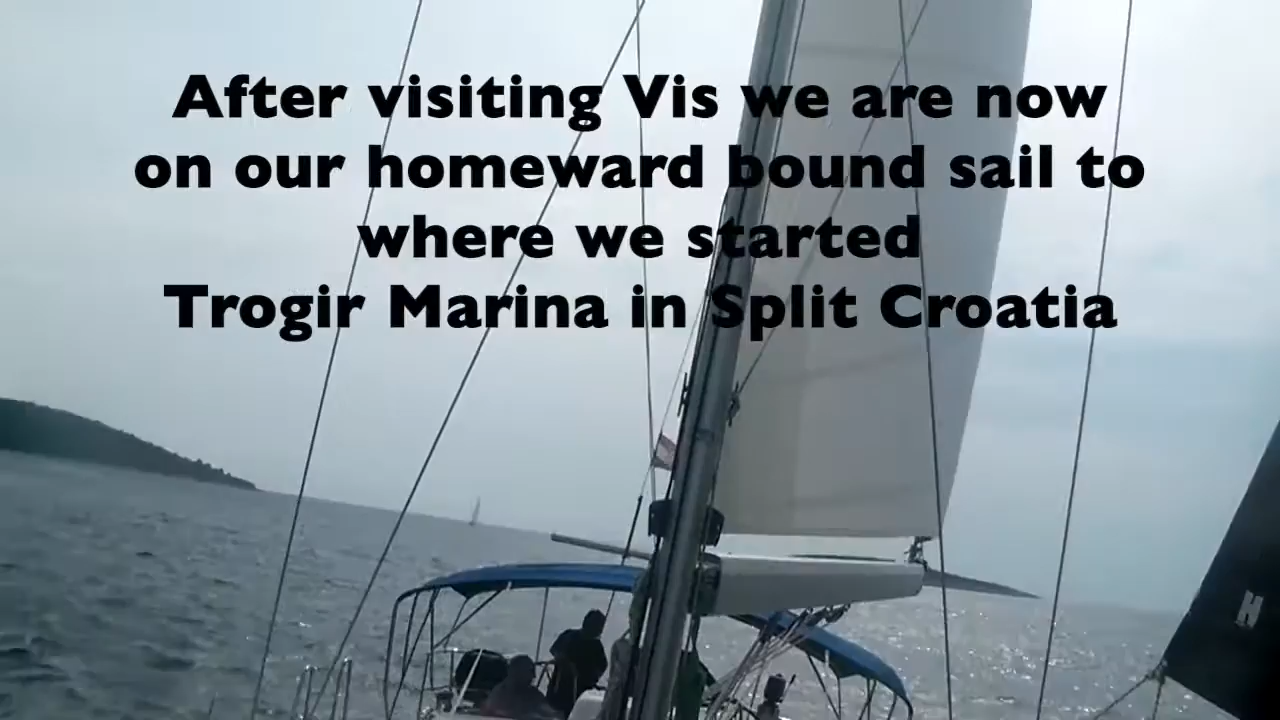 After visiting Vis we are now
on our homeward bound sail to
where we started
Trogir Marina in Split Croatia
H